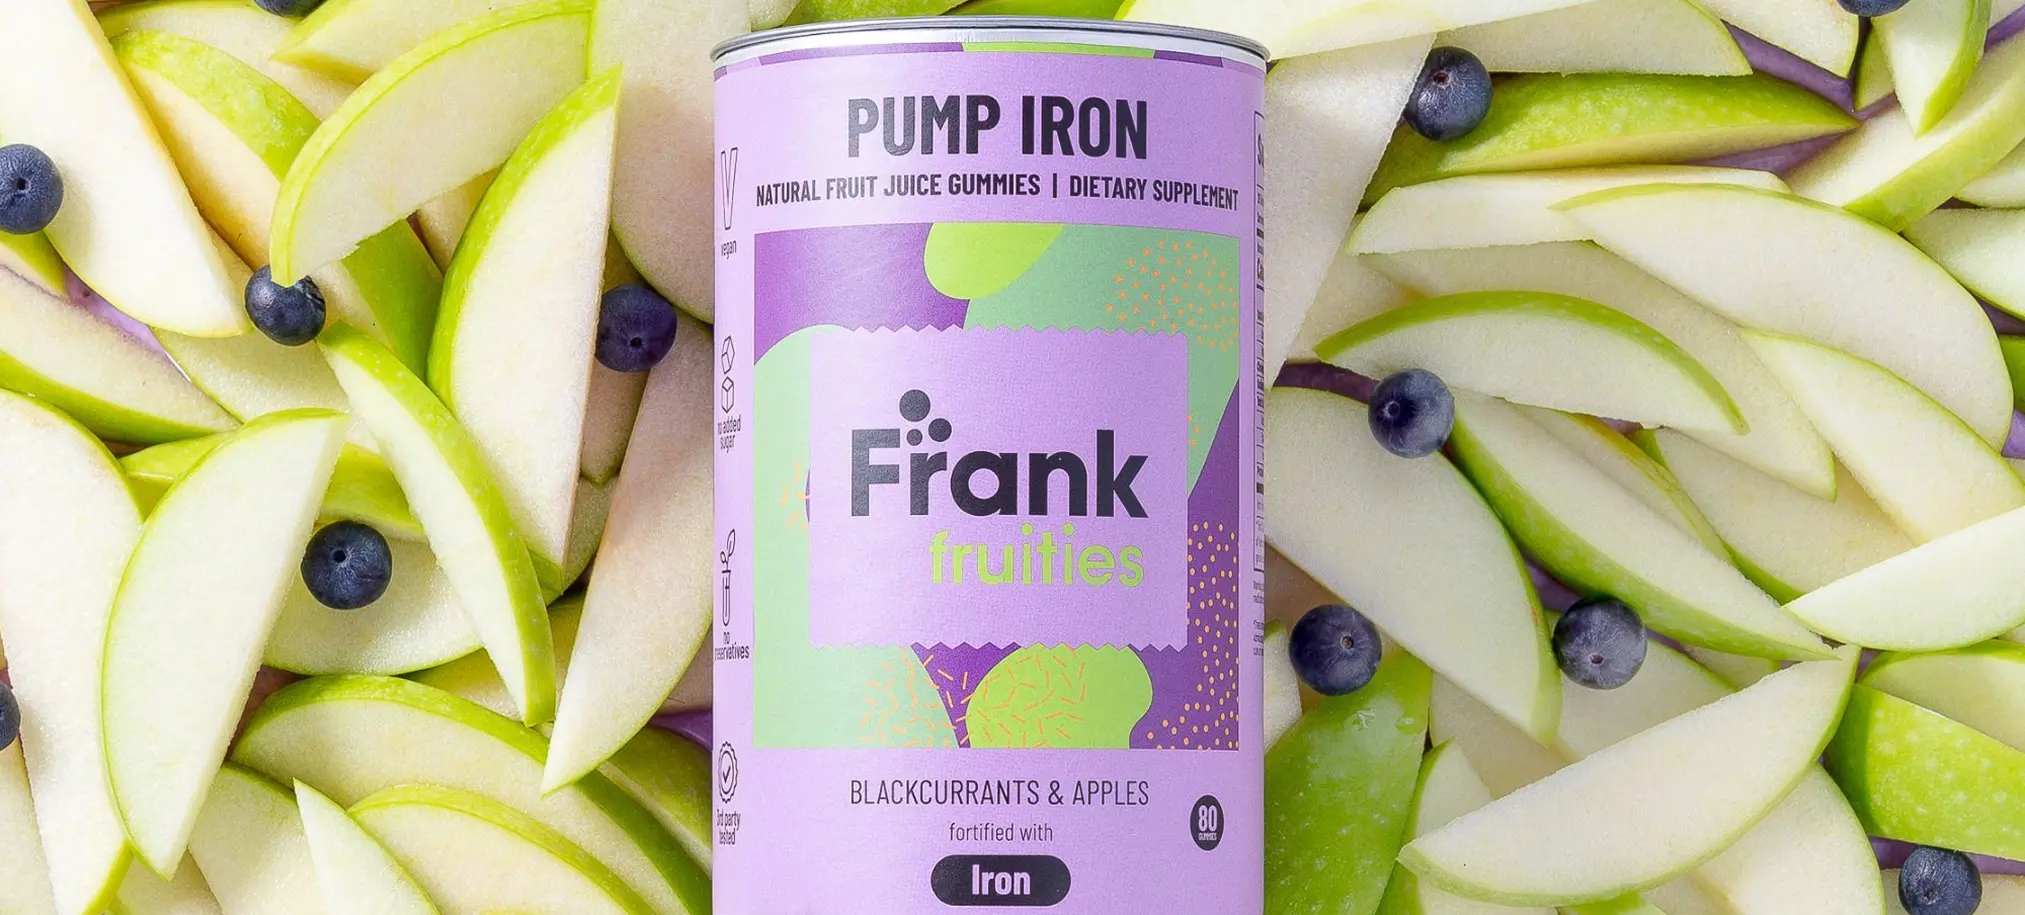 PUMP IRON
NATURAL FRUIT JUICE GUMMIES | DIETARY SUPPLEMENT
vegan
no added
sugar
no
preservatives
3rd party
tested
Frank
fruities
BLACKCURRANTS & APPLES
fortified with
Iron
80
GUMMIES